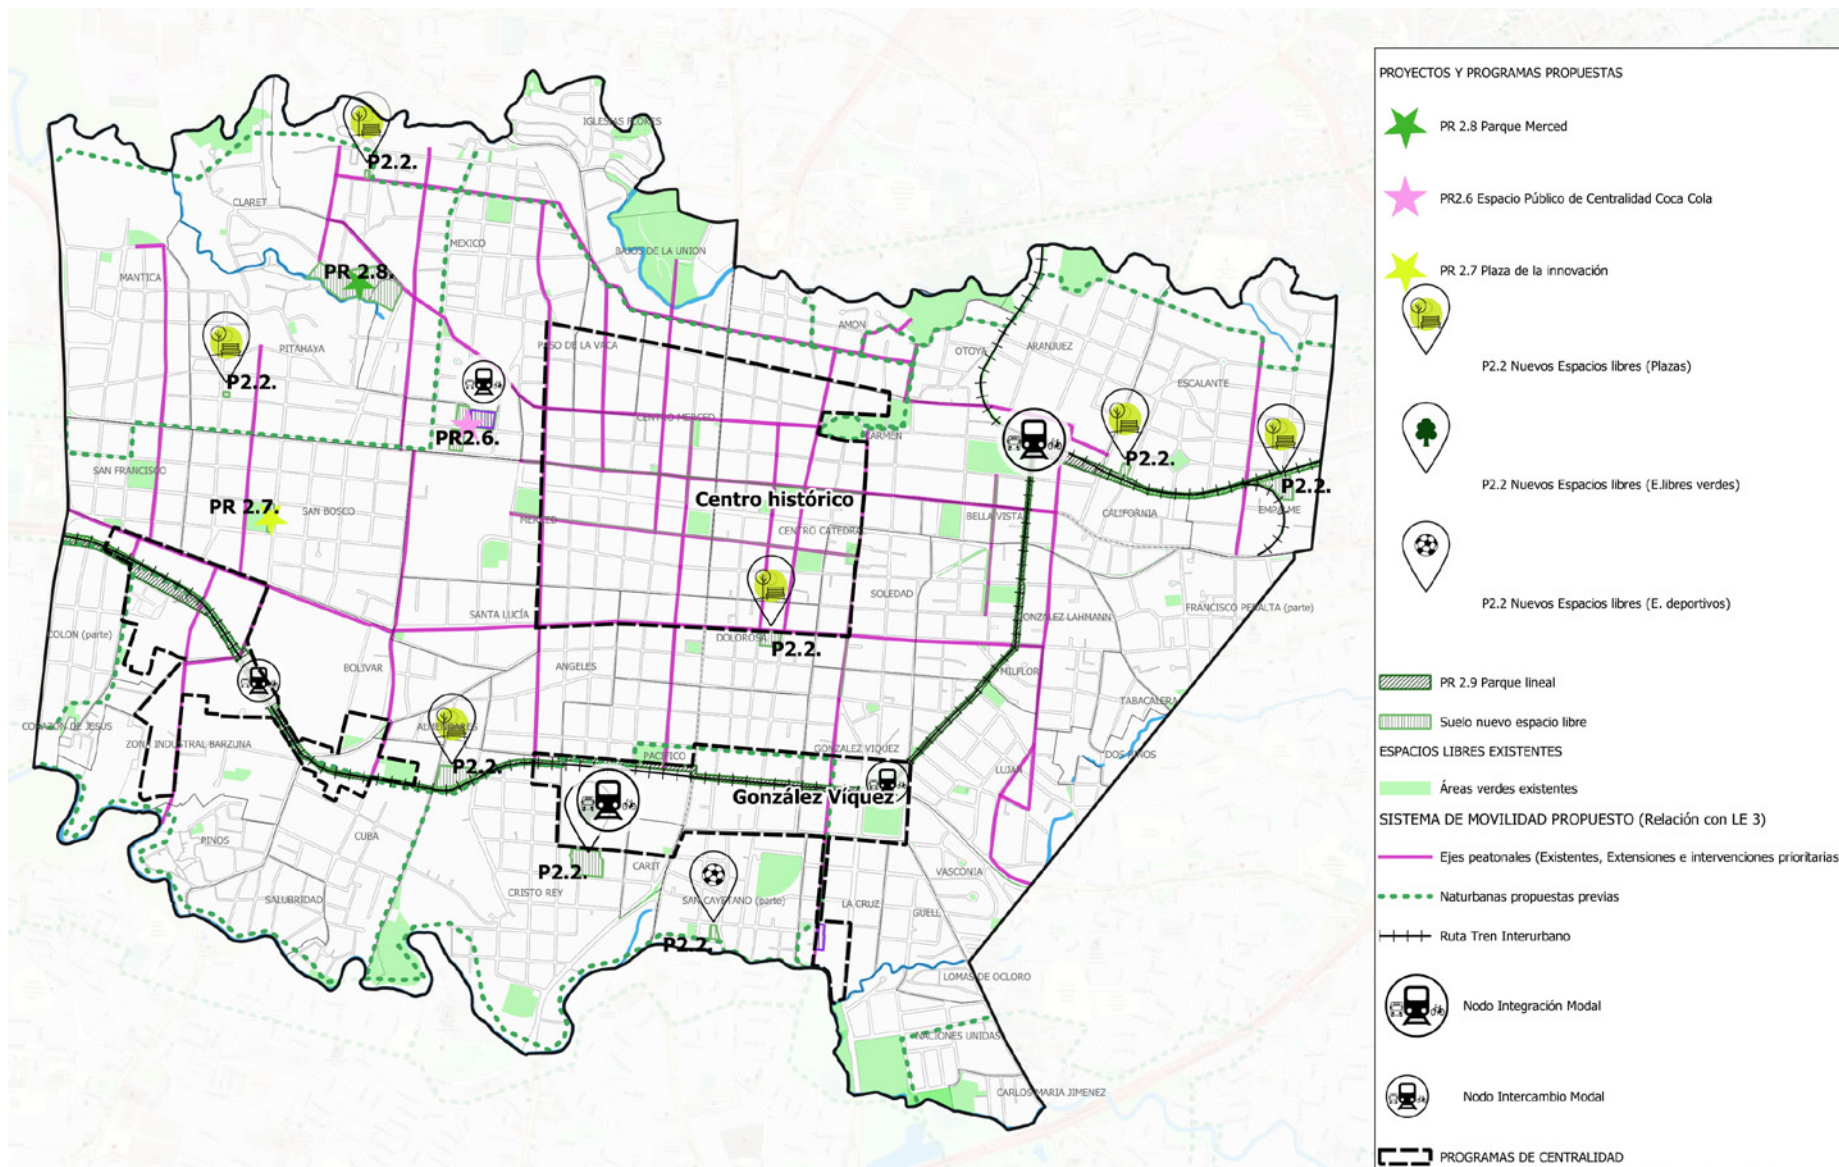 IGLESIAS FLORES
P2.2.
CLARET
MEXICO
BAJOS DE LA UNION
MANTICA
PR 2.8.
AMON
OTOYA
ARANJUEZ
PITAHAYA
PASO DE LA VACA
P2.2.
ESCALANTE
CENTRO MERCED
PR2.6.
CARMEN
P2.2.
SAN FRANCISCO
P2.2.
Centro histórico
PR 2.7.
SAN BOSCO
MERCED
BELLA VISTA
CALIFORNIA
EMPALME
CENTRO CATEDRAL
SOLEDAD
SANTA LUCÍA
FRANCISCO PERALTA (parte)
GONZALEZ LAHMANN
COLON (parte)
DOLOROSA
P2.2.
BOLIVAR
ANGELES
MILFLOR
TABACALERA
CORAZON DE JESUS
ZONA INDUSTRIAL BARZUNA
ALMENDARES
PACIFICO
GONZALEZ VIQUEZ
DOS PINOS
P2.2.
LUJAN
González Víquez
PINOS
CUBA
P2.2.
CARIT
VASCONIA
CRISTO REY
SALUBRIDAD
SAN CAYETANO (parte)
LA CRUZ
GUELL
P2.2.
LOMAS DE OCLORO
NACIONES UNIDAS
CARLOS MARIA JIMENEZ
PROYECTOS Y PROGRAMAS PROPUESTAS
PR 2.8 Parque Merced
PR2.6 Espacio Público de Centralidad Coca Cola
PR 2.7 Plaza de la innovación
P2.2 Nuevos Espacios libres (Plazas)
P2.2 Nuevos Espacios libres (E.libres verdes)
P2.2 Nuevos Espacios libres (E. deportivos)
PR 2.9 Parque lineal
Suelo nuevo espacio libre
ESPACIOS LIBRES EXISTENTES
Áreas verdes existentes
SISTEMA DE MOVILIDAD PROPUESTO (Relación con LE 3)
Ejes peatonales (Existentes, Extensiones e intervenciones prioritarias
Naturbanas propuestas previas
Ruta Tren Interurbano
Nodo Integración Modal
Nodo Intercambio Modal
PROGRAMAS DE CENTRALIDAD